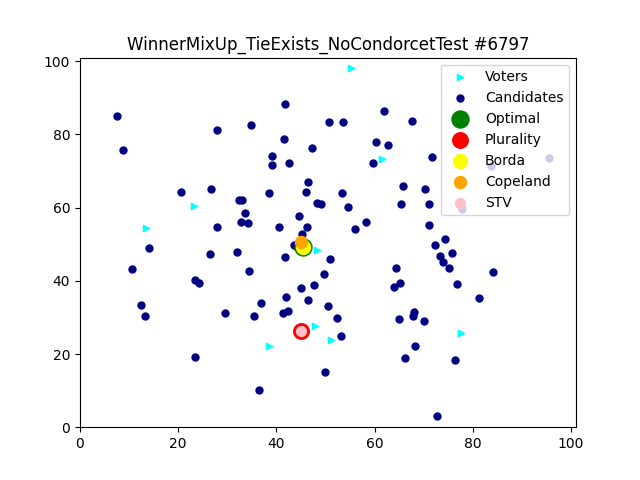 WinnerMixUp_TieExists_NoCondorcetTest #6797
100
80
60
40
20
0
0 20 40 60 80 100
Voters
Candidates
Optimal
Plurality
Borda
Copeland
STV